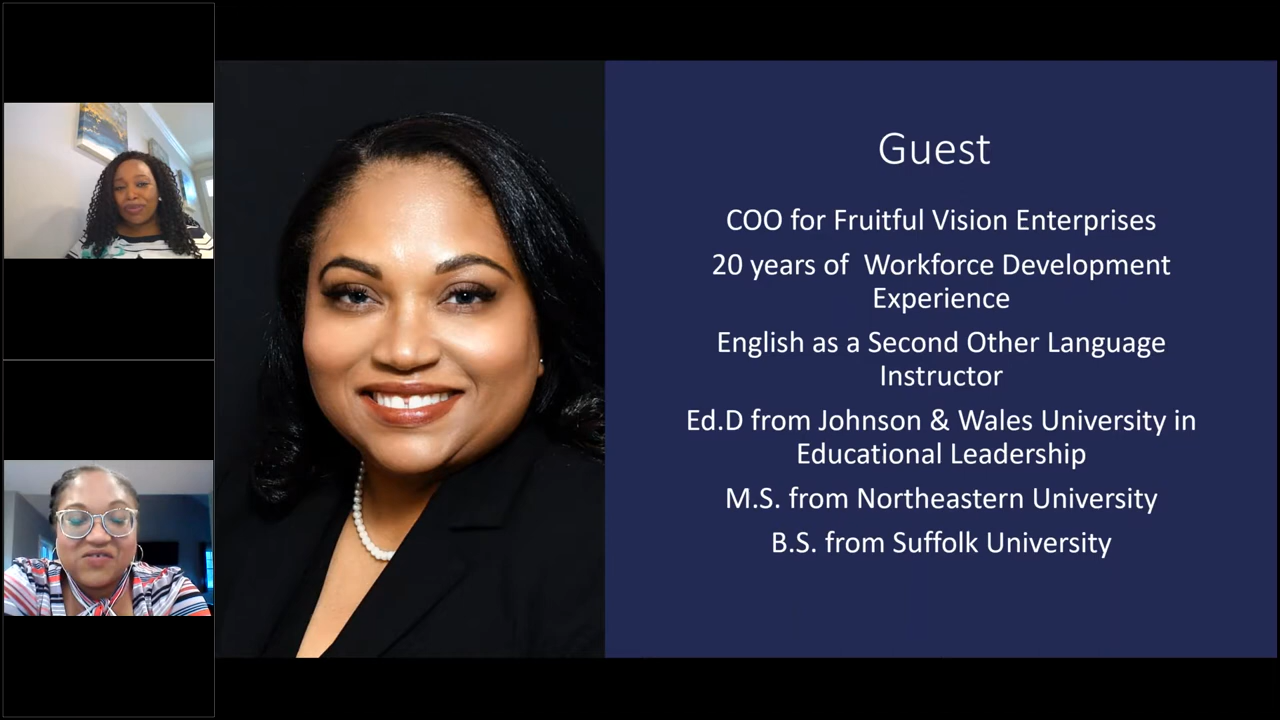 Guest
COO for Fruitful Vision Enterprises
20 years of  Workforce Development
Experience
English as a Second Other Language
Instructor
Ed.D from Johnson & Wales University in
Educational Leadership
M.S. from Northeastern University
B.S. from Suffolk University